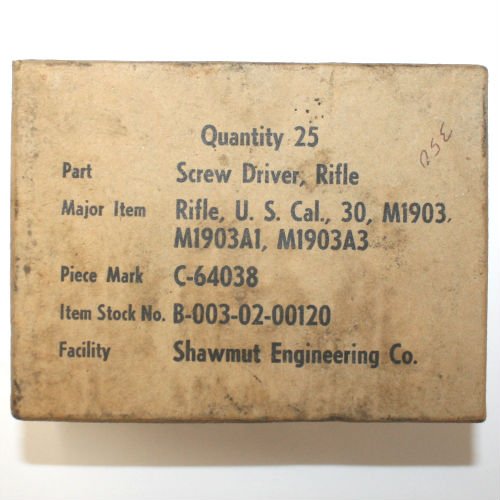 Quantity 25
Part Screw Driver, Rifle
Major Item Rifle, U. S. Cal., 30, M1903,
M1903A1, M1903A3
Piece Mark C-64038
Item Stock No. B-003-02-00120
Facility Shawmut Engineering Co.